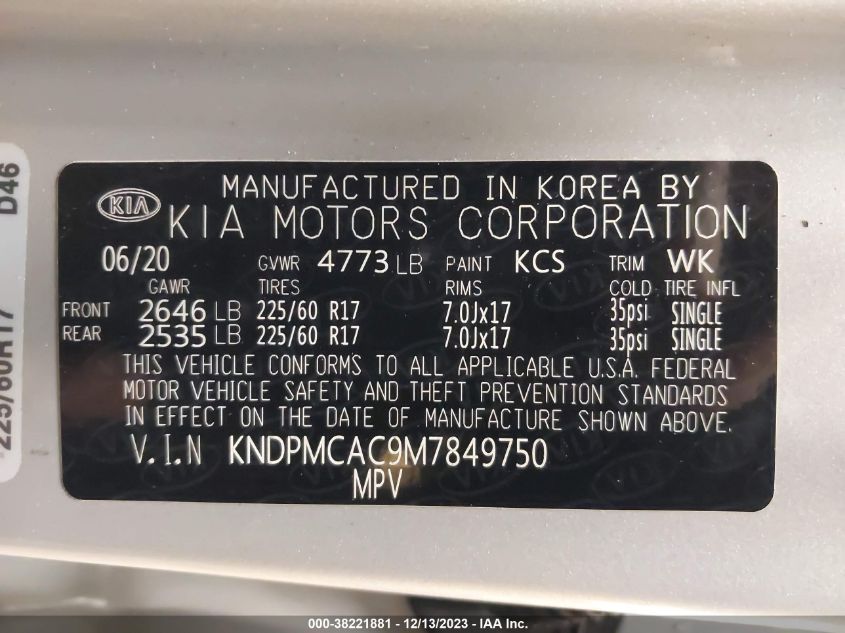 MANUFACTURED IN KOREA BY
KIA KIA MOTORS CORPORATION
06/20 GVWR 4773 LB PAINT KCS TRIM WK
GAWR TIRES RIMS COLD TIRE INFL
FRONT 2646 LB 225/60 R17 7.0Jx17 35psi SINGLE
REAR 2535 LB 225/60 R17 7.0Jx17 35psi SINGLE
THIS VEHICLE CONFORMS TO ALL APPLICABLE U.S.A. FEDERAL
MOTOR VEHICLE SAFETY AND THEFT PREVENTION STANDARDS
IN EFFECT ON THE DATE OF MANUFACTURE SHOWN ABOVE.
V.I.N KNDPMCAC9M7849750
MPV
225/60R17 D46
000-38221881 - 12/13/2023 - IAA Inc.